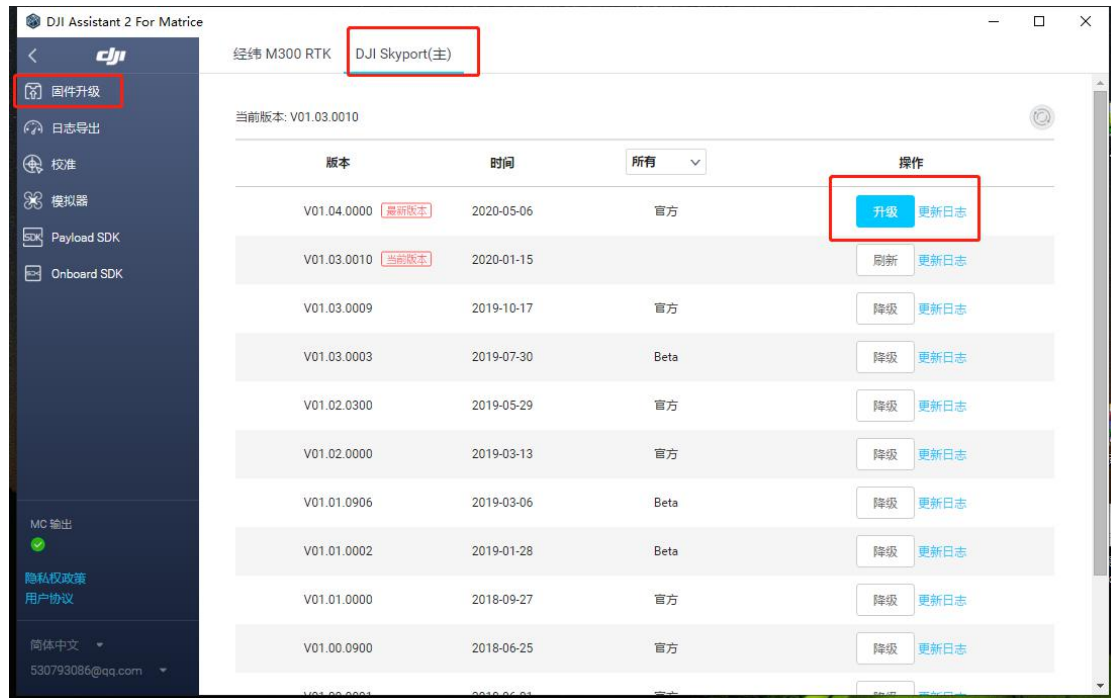 DJI Assistant 2 For Matrice
dji
经纬 M300 RTK DJI Skyport(主)
固件升级
日志导出
校准
模拟器
SDK Payload SDK
Onboard SDK
当前版本: V01.03.0010
版本 时间 所有 操作
V01.04.0000 最新版本 2020-05-06 官方 升级 更新日志
V01.03.0010 当前版本 2020-01-15 刷新 更新日志
V01.03.0009 2019-10-17 官方 降级 更新日志
V01.03.0003 2019-07-30 Beta 降级 更新日志
V01.02.0300 2019-05-29 官方 降级 更新日志
V01.02.0000 2019-03-13 官方 降级 更新日志
V01.01.0906 2019-03-06 Beta 降级 更新日志
V01.01.0002 2019-01-28 Beta 降级 更新日志
V01.01.0000 2018-09-27 官方 降级 更新日志
V01.00.0900 2018-06-25 官方 降级 更新日志
MC 输出
隐私权政策
用户协议
简体中文
530793086@qq.com